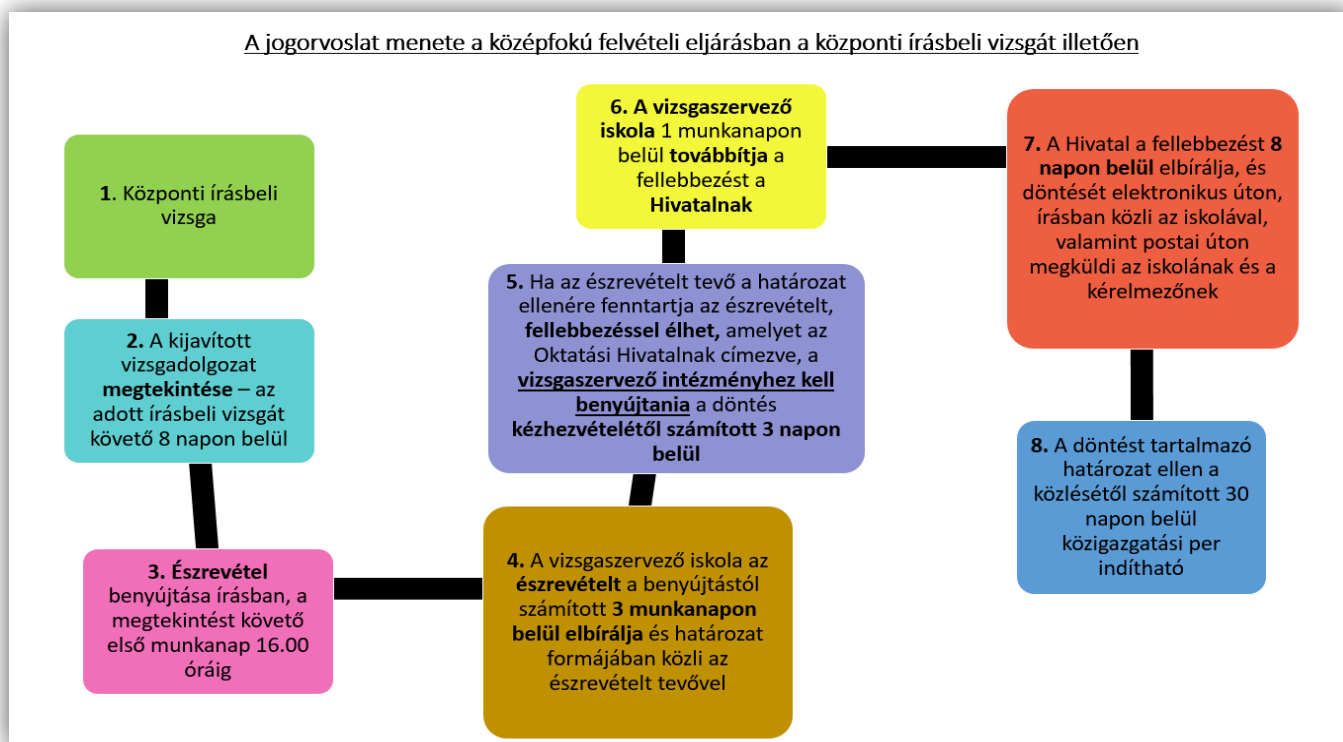 A jogorvoslat menete a középfokú felvételi eljárásban a központi írásbeli vizsgát illetően
1. Központi írásbeli
vizsga
2. A kijavított
vizsgadolgozat
megtekintése – az
adott írásbeli vizsgát
követő 8 napon belül
3. Észrevétel
benyújtása írásban, a
megtekintést követő
első munkanap 16.00
óráig
4. A vizsgaszervező iskola az
észrevételt a benyújtástól
számított 3 munkanapon
belül elbírálja és határozat
formájában közli az
észrevételt tevővel
5. Ha az észrevételt tevő a határozat
ellenére fenntartja az észrevételt,
fellebbezéssel élhet, amelyet az
Oktatási Hivatalnak címezve, a
vizsgaszervező intézményhez kell
benyújtania a döntés
kézhezvételétől számított 3 napon
belül
6. A vizsgaszervező
iskola 1 munkanapon
belül továbbítja a
fellebbezést a
Hivatalnak
7. A Hivatal a fellebbezést 8
napon belül elbírálja, és
döntését elektronikus úton,
írásban közli az iskolával,
valamint postai úton
megküldi az iskolának és a
kérelmezőnek
8. A döntést tartalmazó
határozat ellen a
közlésétől számított 30
napon belül
közigazgatási per
indítható